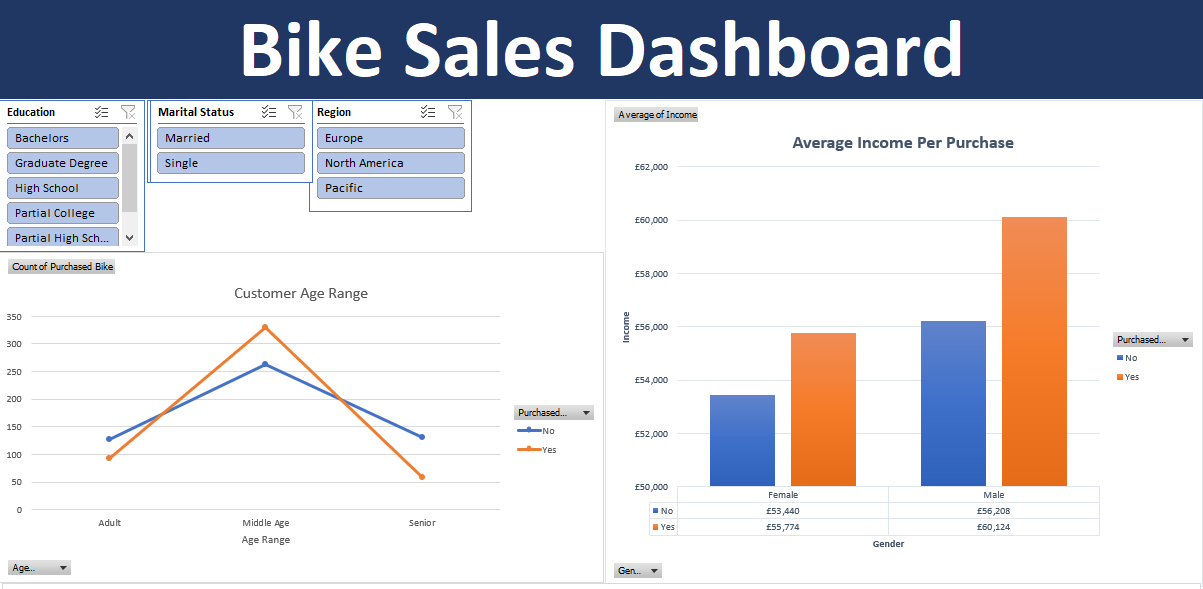 Bike Sales Dashboard
Education
Bachelors
Graduate Degree
High School
Partial College
Partial High Sch...
Marital Status
Married
Single
Region
Europe
North America
Pacific
Count of Purchased Bike
Customer Age Range
350
300
250
200
150
100
50
0
Adult Middle Age Senior
Age Range
Purchased...
No
Yes
Age...
Average of Income
Average Income Per Purchase
£62,000
£60,000
£58,000
£56,000
£54,000
£52,000
£50,000
Income
Female Male
No £53,440 £56,208
Yes £55,774 £60,124
Gender
Purchased...
No
Yes
Gen...